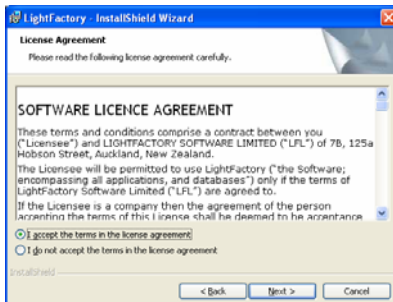 LightFactory - InstallShield Wizard
License Agreement
Please read the following license agreement carefully.
SOFTWARE LICENCE AGREEMENT
These terms and conditions comprise a contract between you
("Licensee") and LIGHTFACTORY SOFTWARE LIMITED ("LFL") of 7B, 125a
Hobson Street, Auckland, New Zealand.
The Licensee will be permitted to use LightFactory ("the Software;
encompassing all applications, and databases") only if the terms of
LightFactory Software Limited ("LFL") are agreed to.
If the Licensee is a company then the agreement of the person
accepting the terms of this License shall be deemed to be acceptance
I accept the terms in the license agreement
I do not accept the terms in the license agreement
InstallShield
< Back Next > Cancel